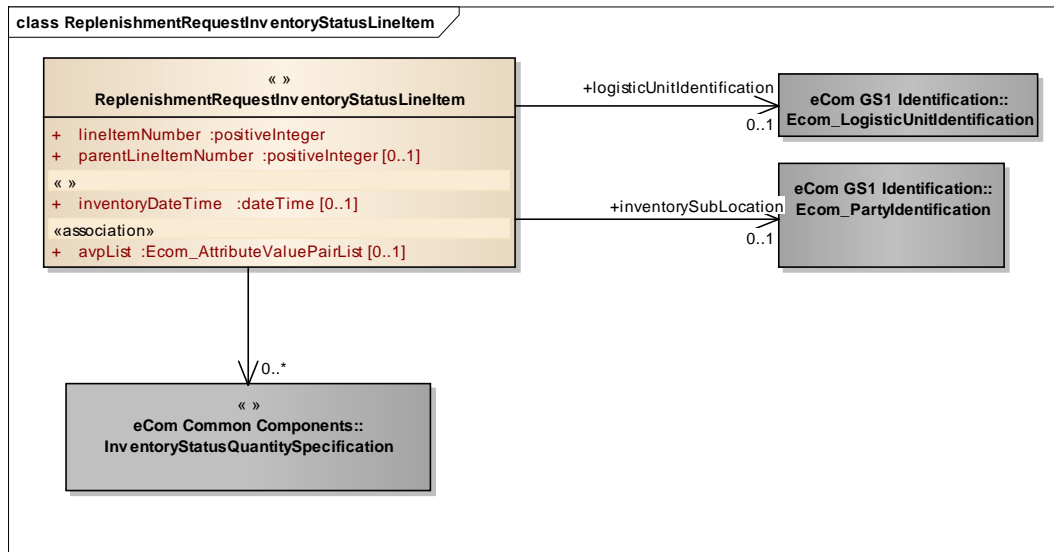 class ReplenishmentRequestInventoryStatusLineItem
« »
ReplenishmentRequestInventoryStatusLineItem
+ lineItemNumber :positiveInteger
+ parentLineItemNumber :positiveInteger [0..1]
« »
+ inventoryDateTime :dateTime [0..1]
«association»
+ avpList :Ecom_AttributeValuePairList [0..1]
+logisticUnitIdentification
0..1
eCom GS1 Identification::
Ecom_LogisticUnitIdentification
+inventorySubLocation
0..1
eCom GS1 Identification::
Ecom_PartyIdentification
0..*
« »
eCom Common Components::
InventoryStatusQuantitySpecification